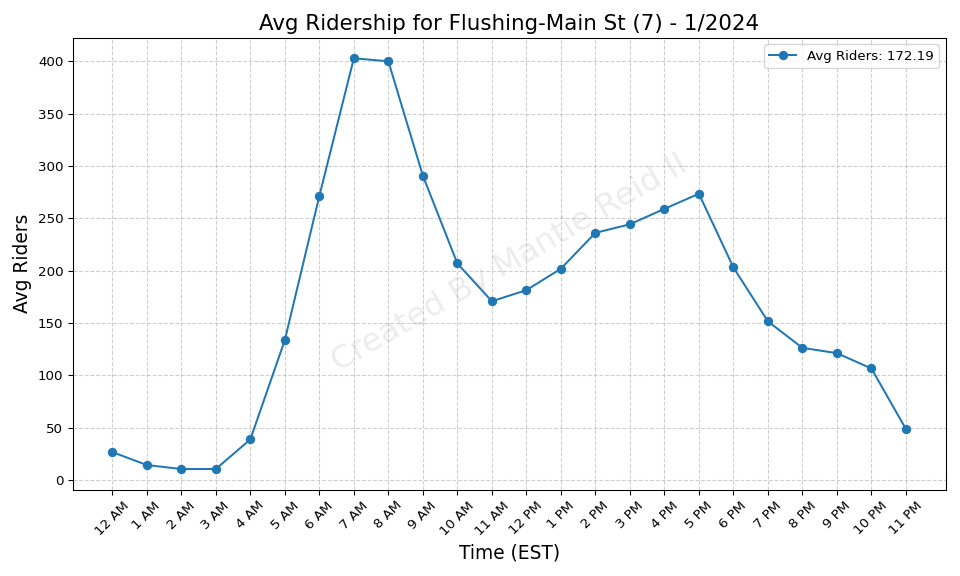 Avg Ridership for Flushing-Main St (7) - 1/2024
Avg Riders: 172.19
400
350
300
250
200
150
100
50
0
Avg Riders
Created By Mantle Reid II
12 AM
1 AM
2 AM
3 AM
4 AM
5 AM
6 AM
7 AM
8 AM
9 AM
10 AM
11 AM
12 PM
1 PM
2 PM
3 PM
4 PM
5 PM
6 PM
7 PM
8 PM
9 PM
10 PM
11 PM
Time (EST)